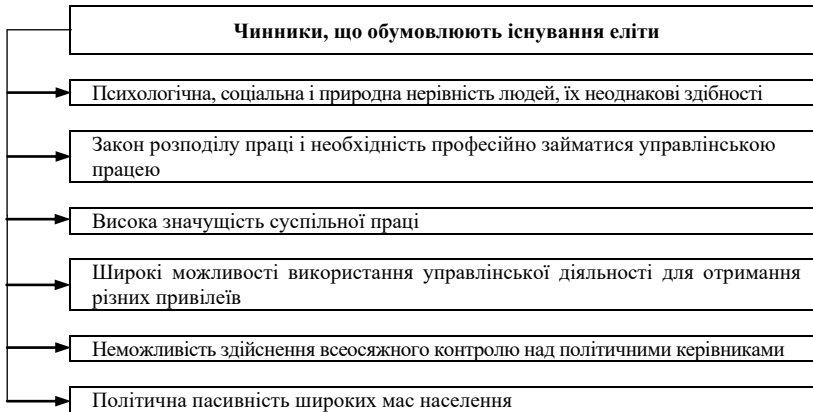 Чинники, що обумовлюють існування еліти
Психологічна, соціальна і природна нерівність людей, їх неоднакові здібності
Закон розподілу праці і необхідність професійно займатися управлінською
працею
Висока значущість суспільної праці
Широкі можливості використання управлінської діяльності для отримання
різних привілеїв
Неможливість здійснення всеосяжного контролю над політичними керівниками
Політична пасивність широких мас населення